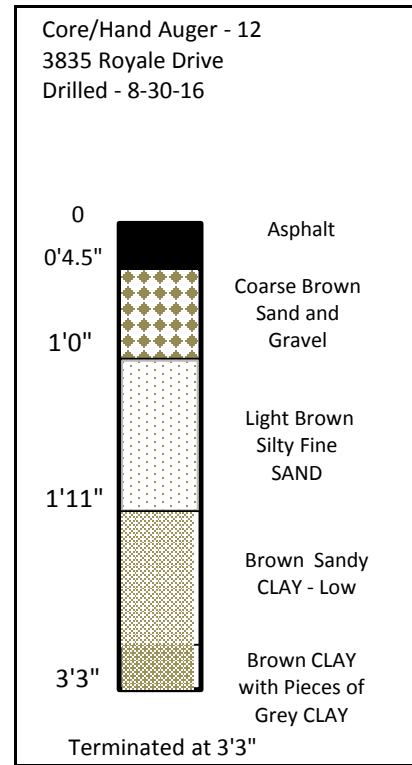 Core/Hand Auger - 12
3835 Royale Drive
Drilled - 8-30-16
0
Asphalt
0'4.5"
Coarse Brown
Sand and
Gravel
1'0"
Light Brown
Silty Fine
SAND
1'11"
Brown Sandy
CLAY - Low
Brown CLAY
with Pieces of
Grey CLAY
3'3"
Terminated at 3'3"